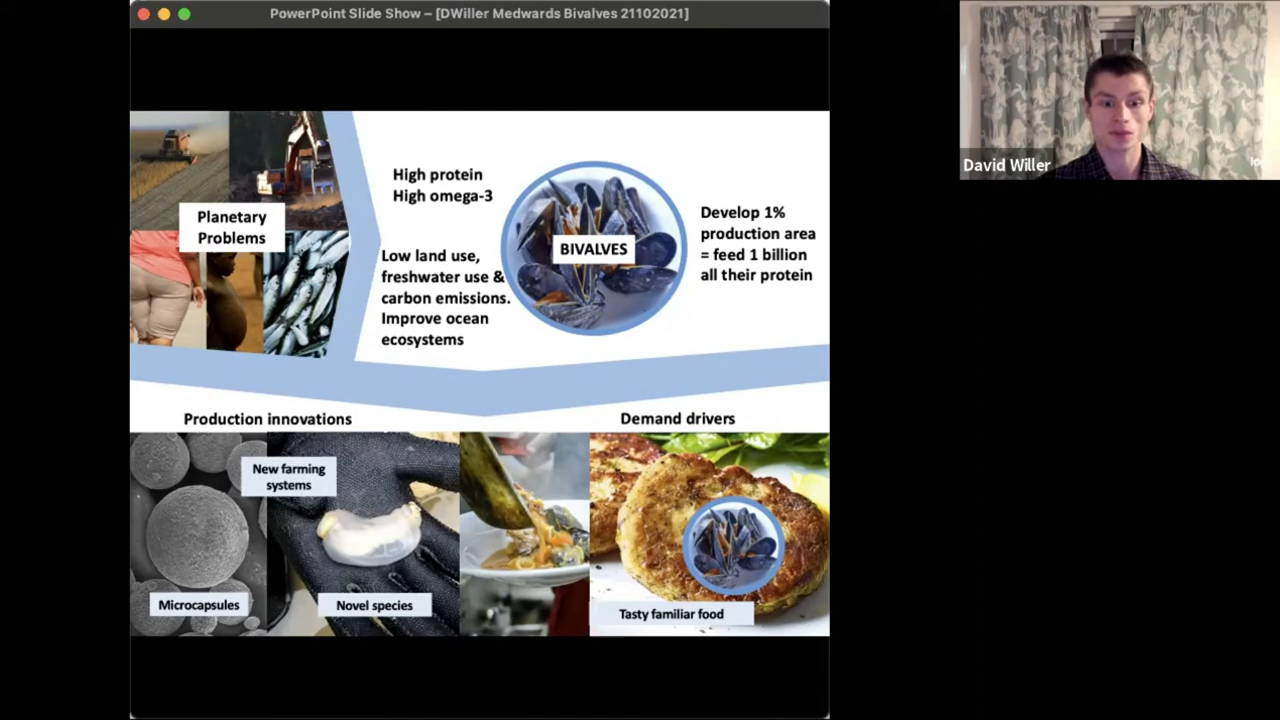 PowerPoint Slide Show – [DWiller Medwards Bivalves 21102021]
Planetary
Problems
High protein
High omega-3
Low land use,
freshwater use &
carbon emissions.
Improve ocean
ecosystems
BIVALVES
Develop 1%
production area
= feed 1 billion
all their protein
Production innovations
Demand drivers
New farming
systems
Microcapsules
Novel species
Tasty familiar food
David Willer